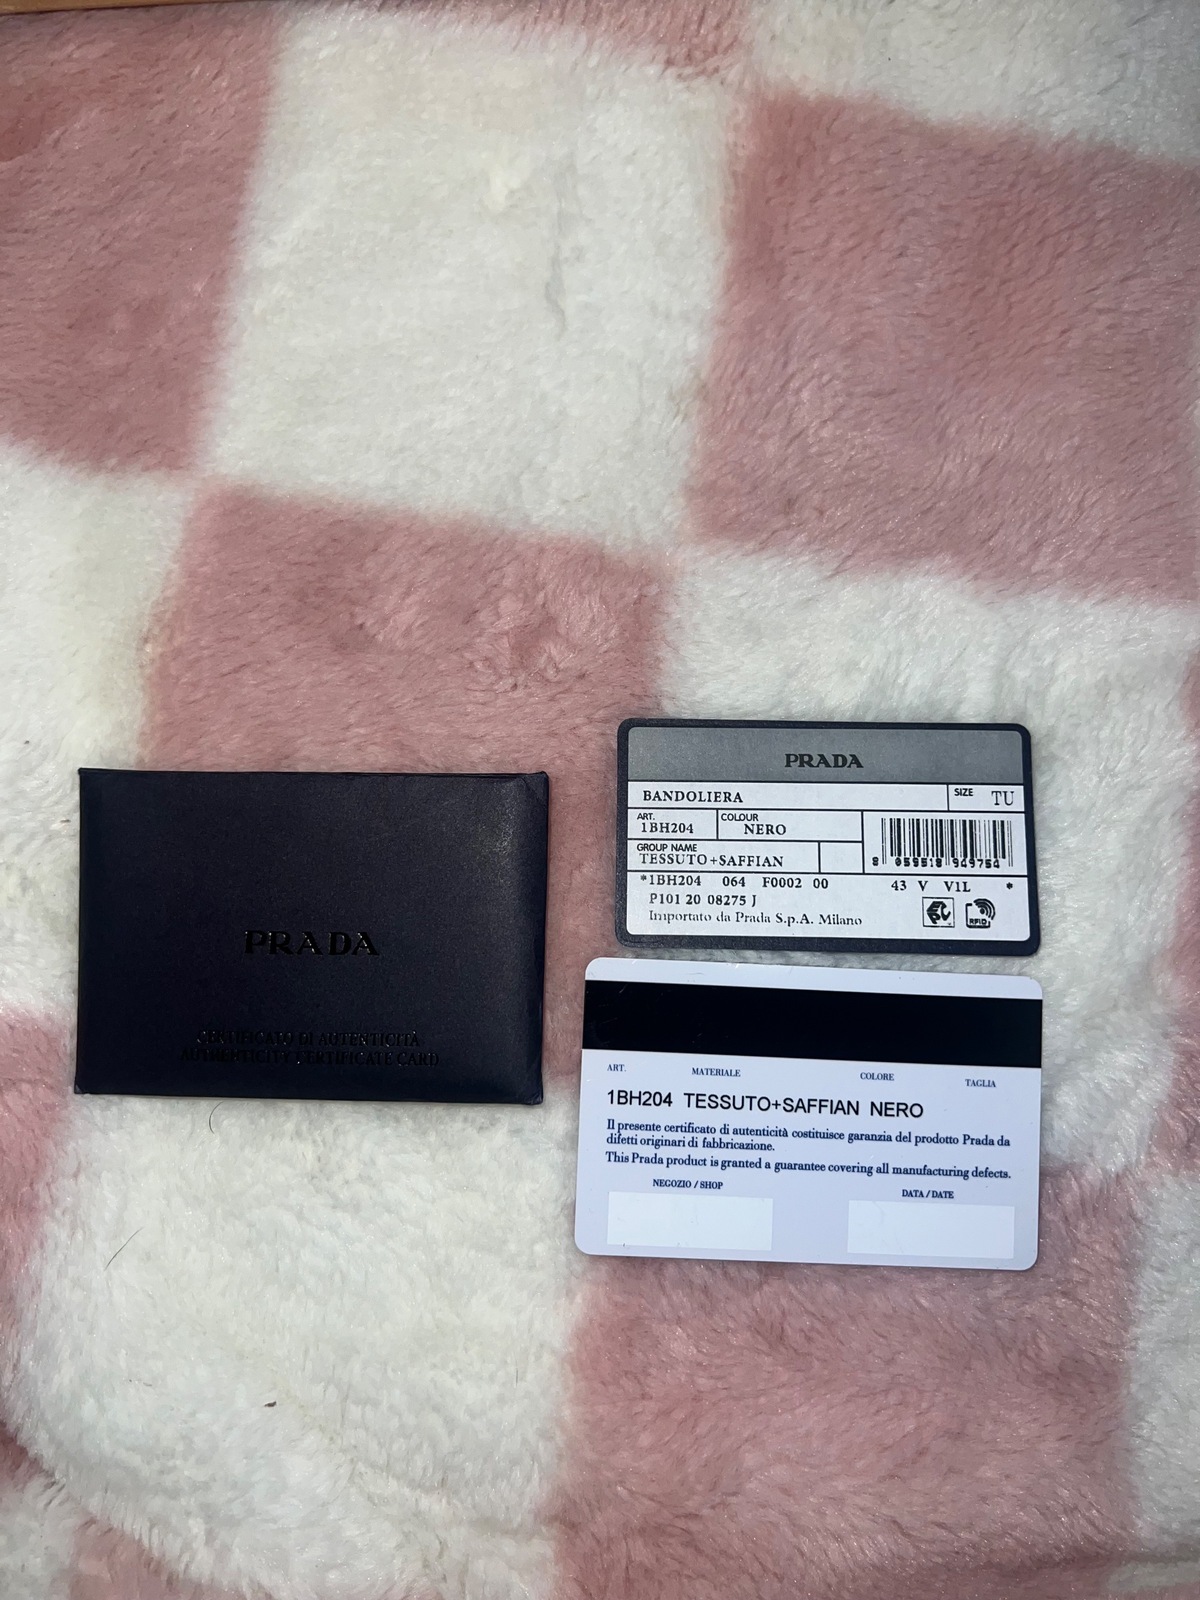 PRADA
CERTIFICATO DI AUTENTICITÀ
AUTHENTICITY CERTIFICATE CARD
PRADA
BANDOLIERA
SIZE TU
ART.
1BH204
COLOUR
NERO
GROUP NAME
TESSUTO+SAFFIAN
8 059518 949754
*1BH204 064 F0002 00 43 V V1L *
P101 20 08275 J
Importato da Prada S.p.A. Milano
RFID
ART. MATERIALE COLORE TAGLIA
1BH204 TESSUTO+SAFFIAN NERO
Il presente certificato di autenticità costituisce garanzia del prodotto Prada da
difetti originari di fabbricazione.
This Prada product is granted a guarantee covering all manufacturing defects.
NEGOZIO / SHOP DATA / DATE